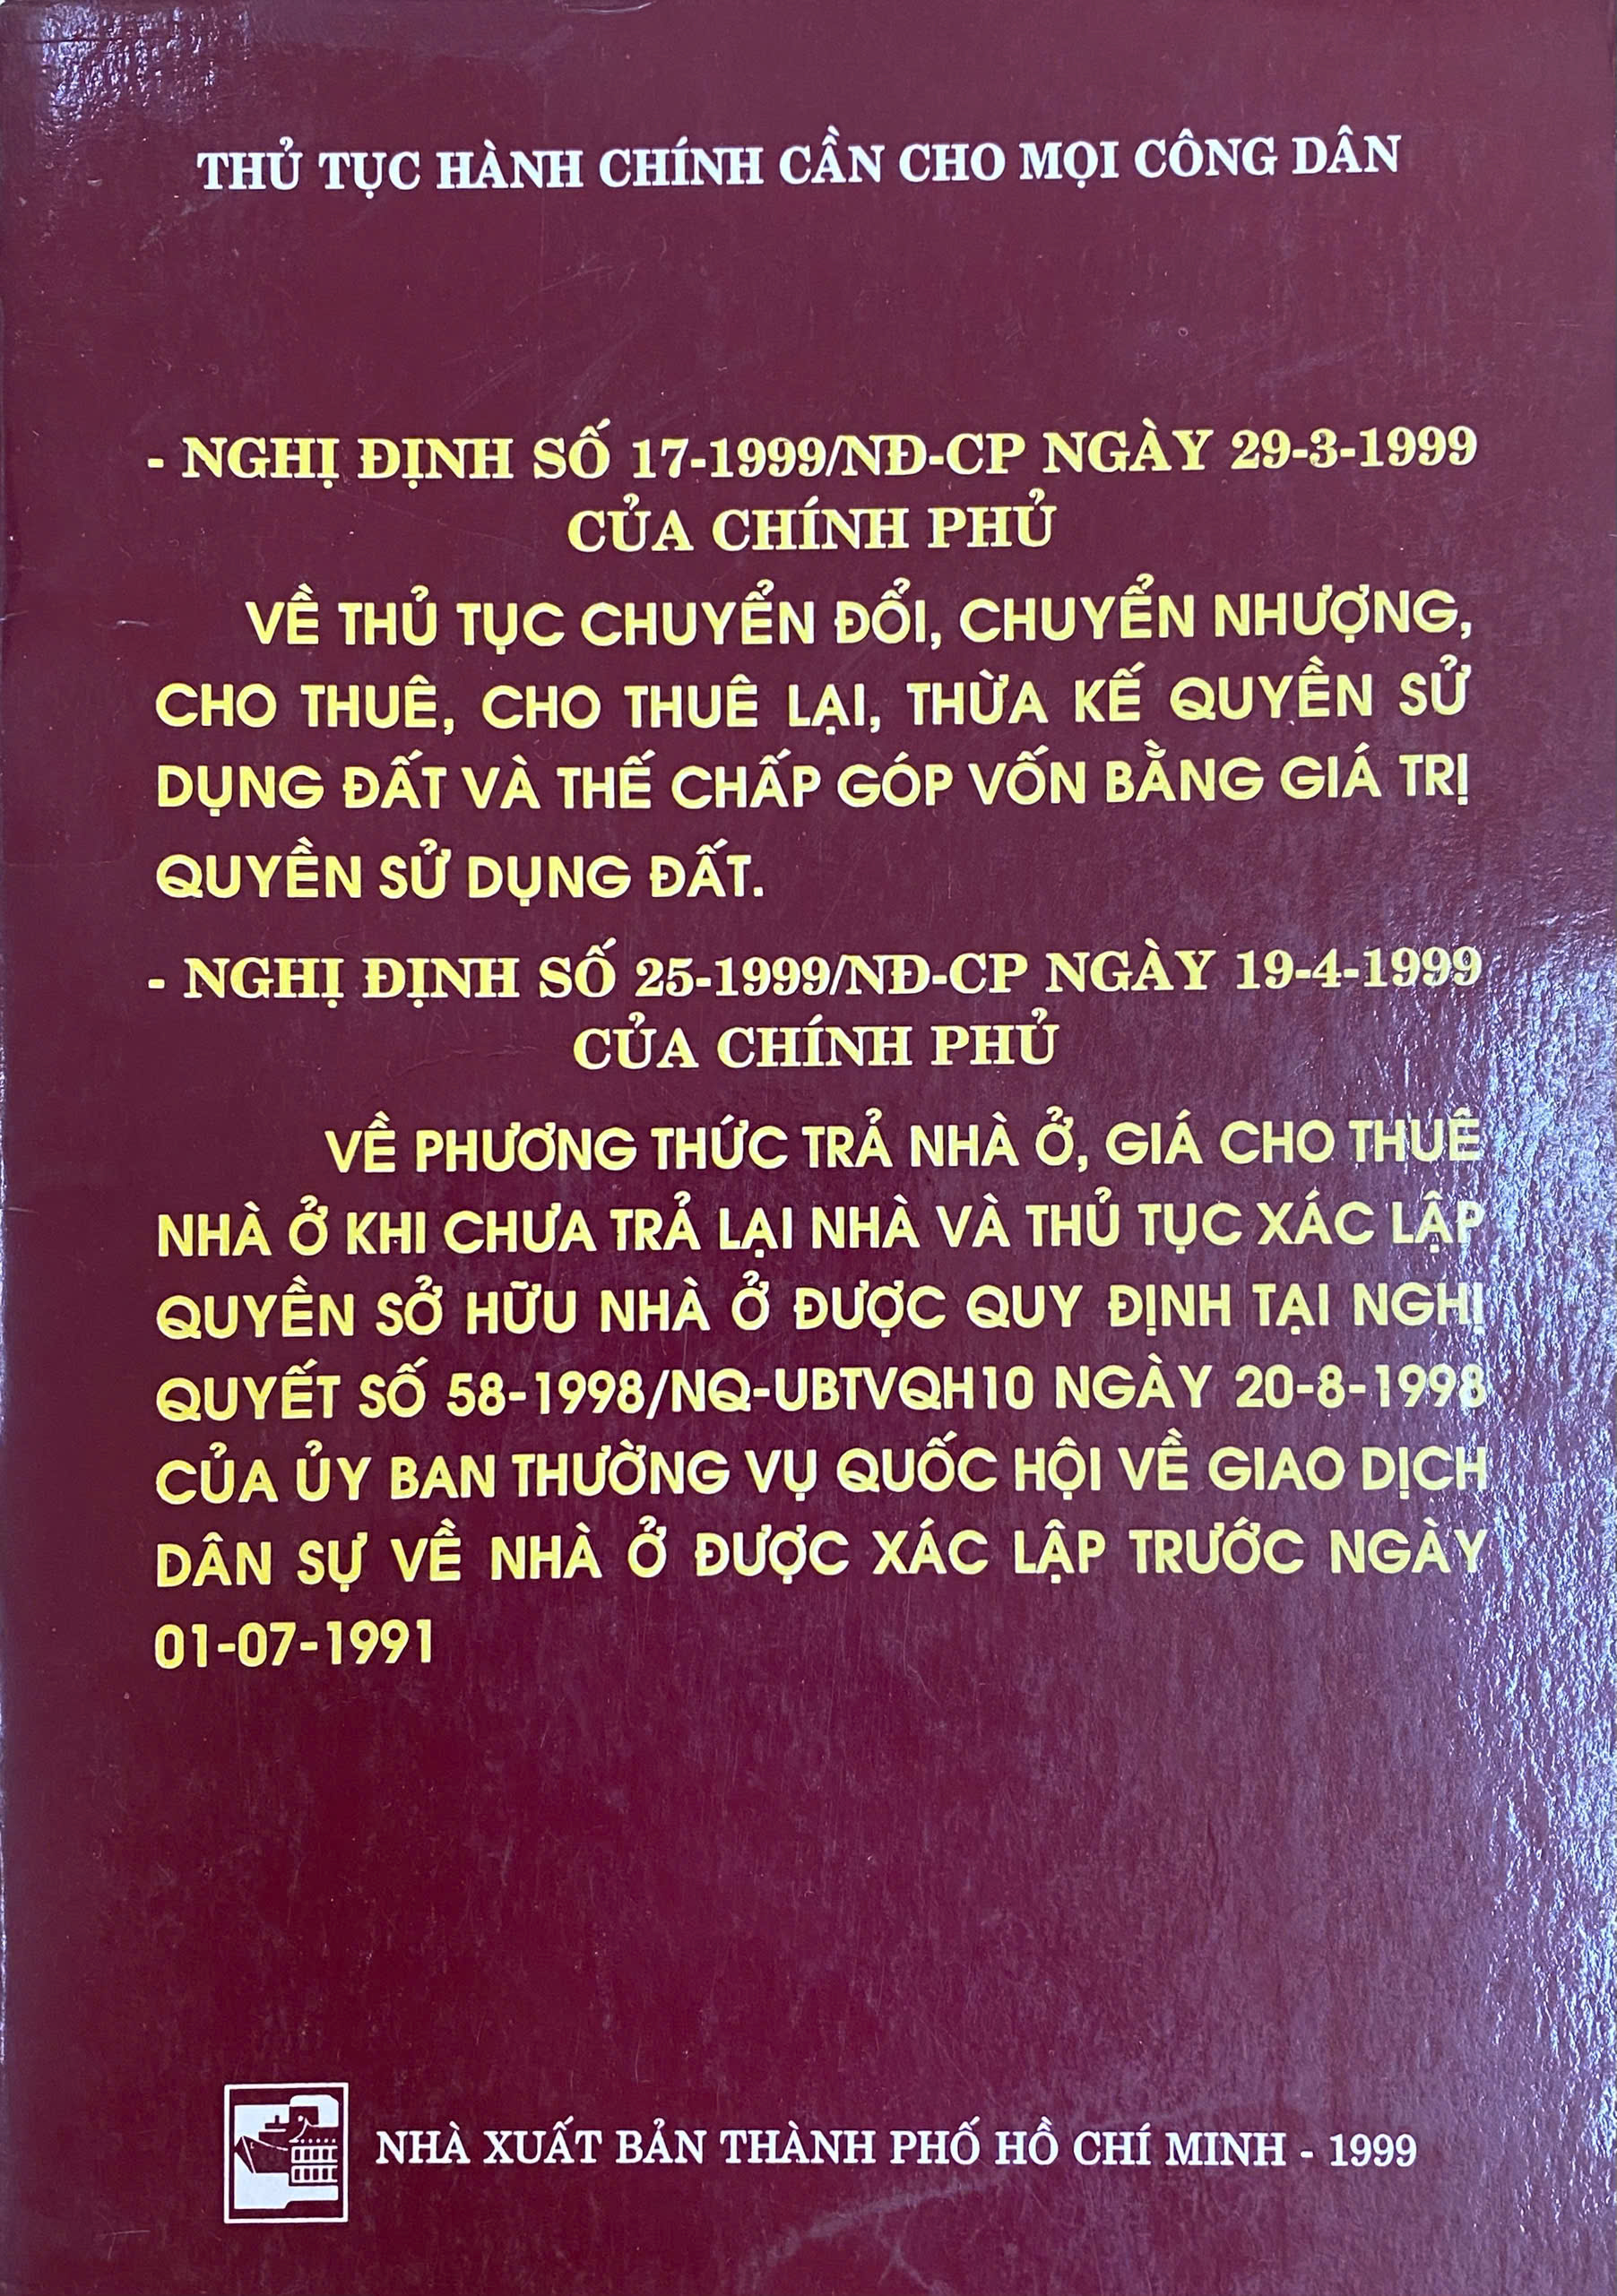 THỦ TỤC HÀNH CHÍNH CẦN CHO MỌI CÔNG DÂN
- NGHỊ ĐỊNH SỐ 17-1999/NĐ-CP NGÀY 29-3-1999
CỦA CHÍNH PHỦ
VỀ THỦ TỤC CHUYỂN ĐỔI, CHUYỂN NHƯỢNG,
CHO THUÊ, CHO THUÊ LẠI, THỪA KẾ QUYỀN SỬ
DỤNG ĐẤT VÀ THẾ CHẤP GÓP VỐN BẰNG GIÁ TRỊ
QUYỀN SỬ DỤNG ĐẤT.
- NGHỊ ĐỊNH SỐ 25-1999/NĐ-CP NGÀY 19-4-1999
CỦA CHÍNH PHỦ
VỀ PHƯƠNG THỨC TRẢ NHÀ Ở, GIÁ CHO THUÊ
NHÀ Ở KHI CHƯA TRẢ LẠI NHÀ VÀ THỦ TỤC XÁC LẬP
QUYỀN SỞ HỮU NHÀ Ở ĐƯỢC QUY ĐỊNH TẠI NGHỊ
QUYẾT SỐ 58-1998/NQ-UBTVQH10 NGÀY 20-8-1998
CỦA ỦY BAN THƯỜNG VỤ QUỐC HỘI VỀ GIAO DỊCH
DÂN SỰ VỀ NHÀ Ở ĐƯỢC XÁC LẬP TRƯỚC NGÀY
01-07-1991
NHÀ XUẤT BẢN THÀNH PHỐ HỒ CHÍ MINH - 1999